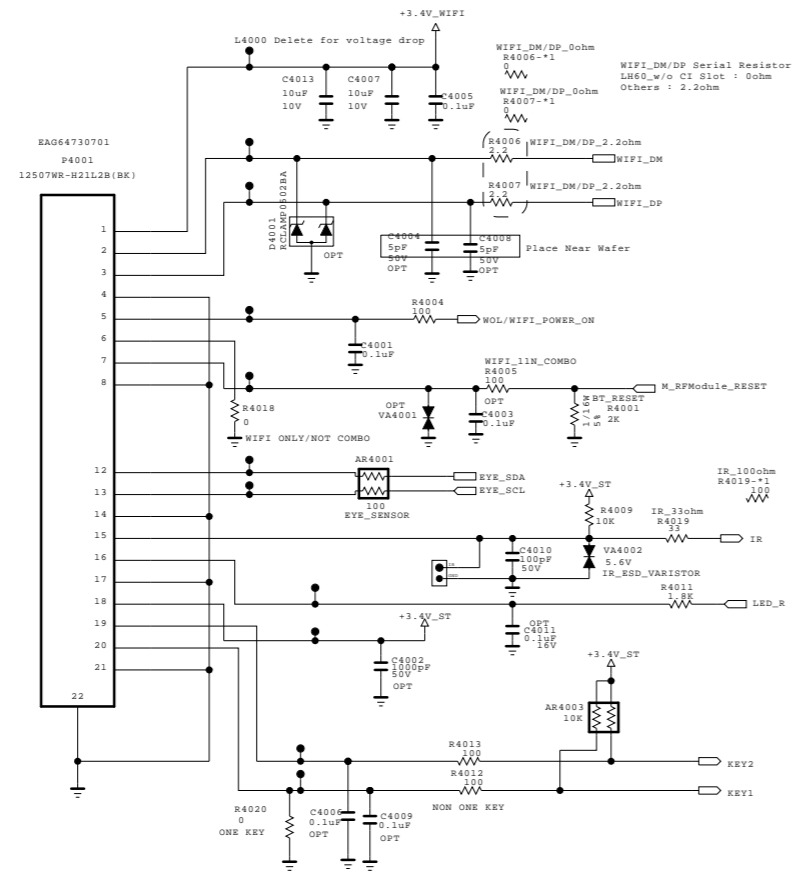 +3.4V_WIFI
L4000 Delete for voltage drop
C4013
10uF
10V
C4007
10uF
10V
C4005
0.1uF
WIFI_DM/DP_0ohm
R4006-*1
0
WIFI_DM/DP_0ohm
R4007-*1
0
WIFI_DM/DP Serial Resistor
LH60_w/o CI Slot : 0ohm
Others : 2.2ohm
EAG64730701
P4001
12507WR-H21L2B(BK)
R4006
2.2
WIFI_DM/DP_2.2ohm
WIFI_DM
R4007
2.2
WIFI_DM/DP_2.2ohm
WIFI_DP
D4001
RCLAMP0502BA
OPT
C4004
5pF
50V
OPT
C4008
5pF
50V
OPT
Place Near Wafer
1
2
3
4
5
6
7
8
12
13
14
15
16
17
18
19
20
21
22
R4004
100
WOL/WIFI_POWER_ON
C4001
0.1uF
WIFI_11N_COMBO
R4005
100
OPT
M_RFModule_RESET
OPT
VA4001
C4003
0.1uF
1/16W
5%
BT_RESET
R4001
2K
R4018
0
WIFI ONLY/NOT COMBO
AR4001
100
EYE_SENSOR
EYE_SDA
EYE_SCL
+3.4V_ST
R4009
10K
IR_100ohm
R4019-*1
100
IR_33ohm
R4019
33
IR
C4010
100pF
50V
VA4002
5.6V
IR_ESD_VARISTOR
R4011
1.8K
LED_R
OPT
C4011
0.1uF
16V
+3.4V_ST
C4002
1000pF
50V
OPT
+3.4V_ST
AR4003
10K
R4013
100
KEY2
R4012
100
KEY1
NON ONE KEY
R4020
0
ONE KEY
C4006
0.1uF
OPT
C4009
0.1uF
OPT